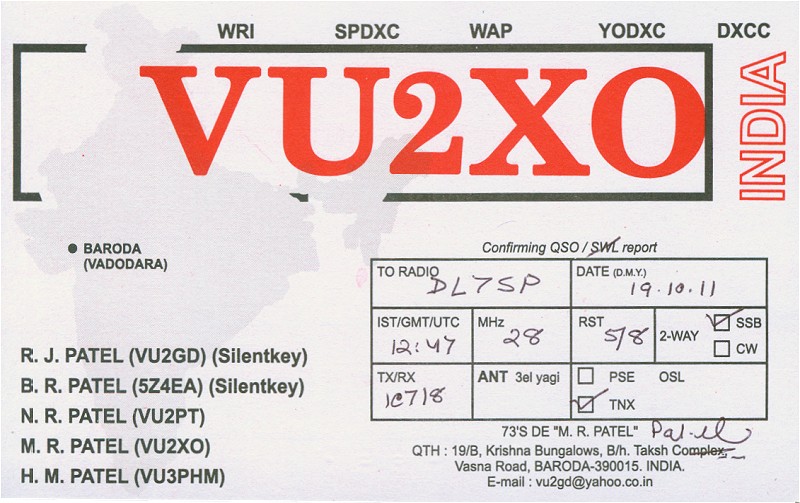 WRI SPDXC WAP YODXC DXCC
VU2XO
INDIA
BARODA
(VADODARA)
Confirming QSO / SWL report
TO RADIO DL7SP DATE (D.M.Y.) 19.10.11
IST/GMT/UTC 12:47 MHz 28 RST 5/8 2-WAY SSB CW
TX/RX IC718 ANT 3el yagi PSE OSL TNX
R. J. PATEL (VU2GD) (Silentkey)
B. R. PATEL (5Z4EA) (Silentkey)
N. R. PATEL (VU2PT)
M. R. PATEL (VU2XO)
H. M. PATEL (VU3PHM)
73'S DE "M. R. PATEL" Patel
QTH : 19/B, Krishna Bungalows, B/h. Taksh Complex,
Vasna Road, BARODA-390015. INDIA.
E-mail : vu2gd@yahoo.co.in